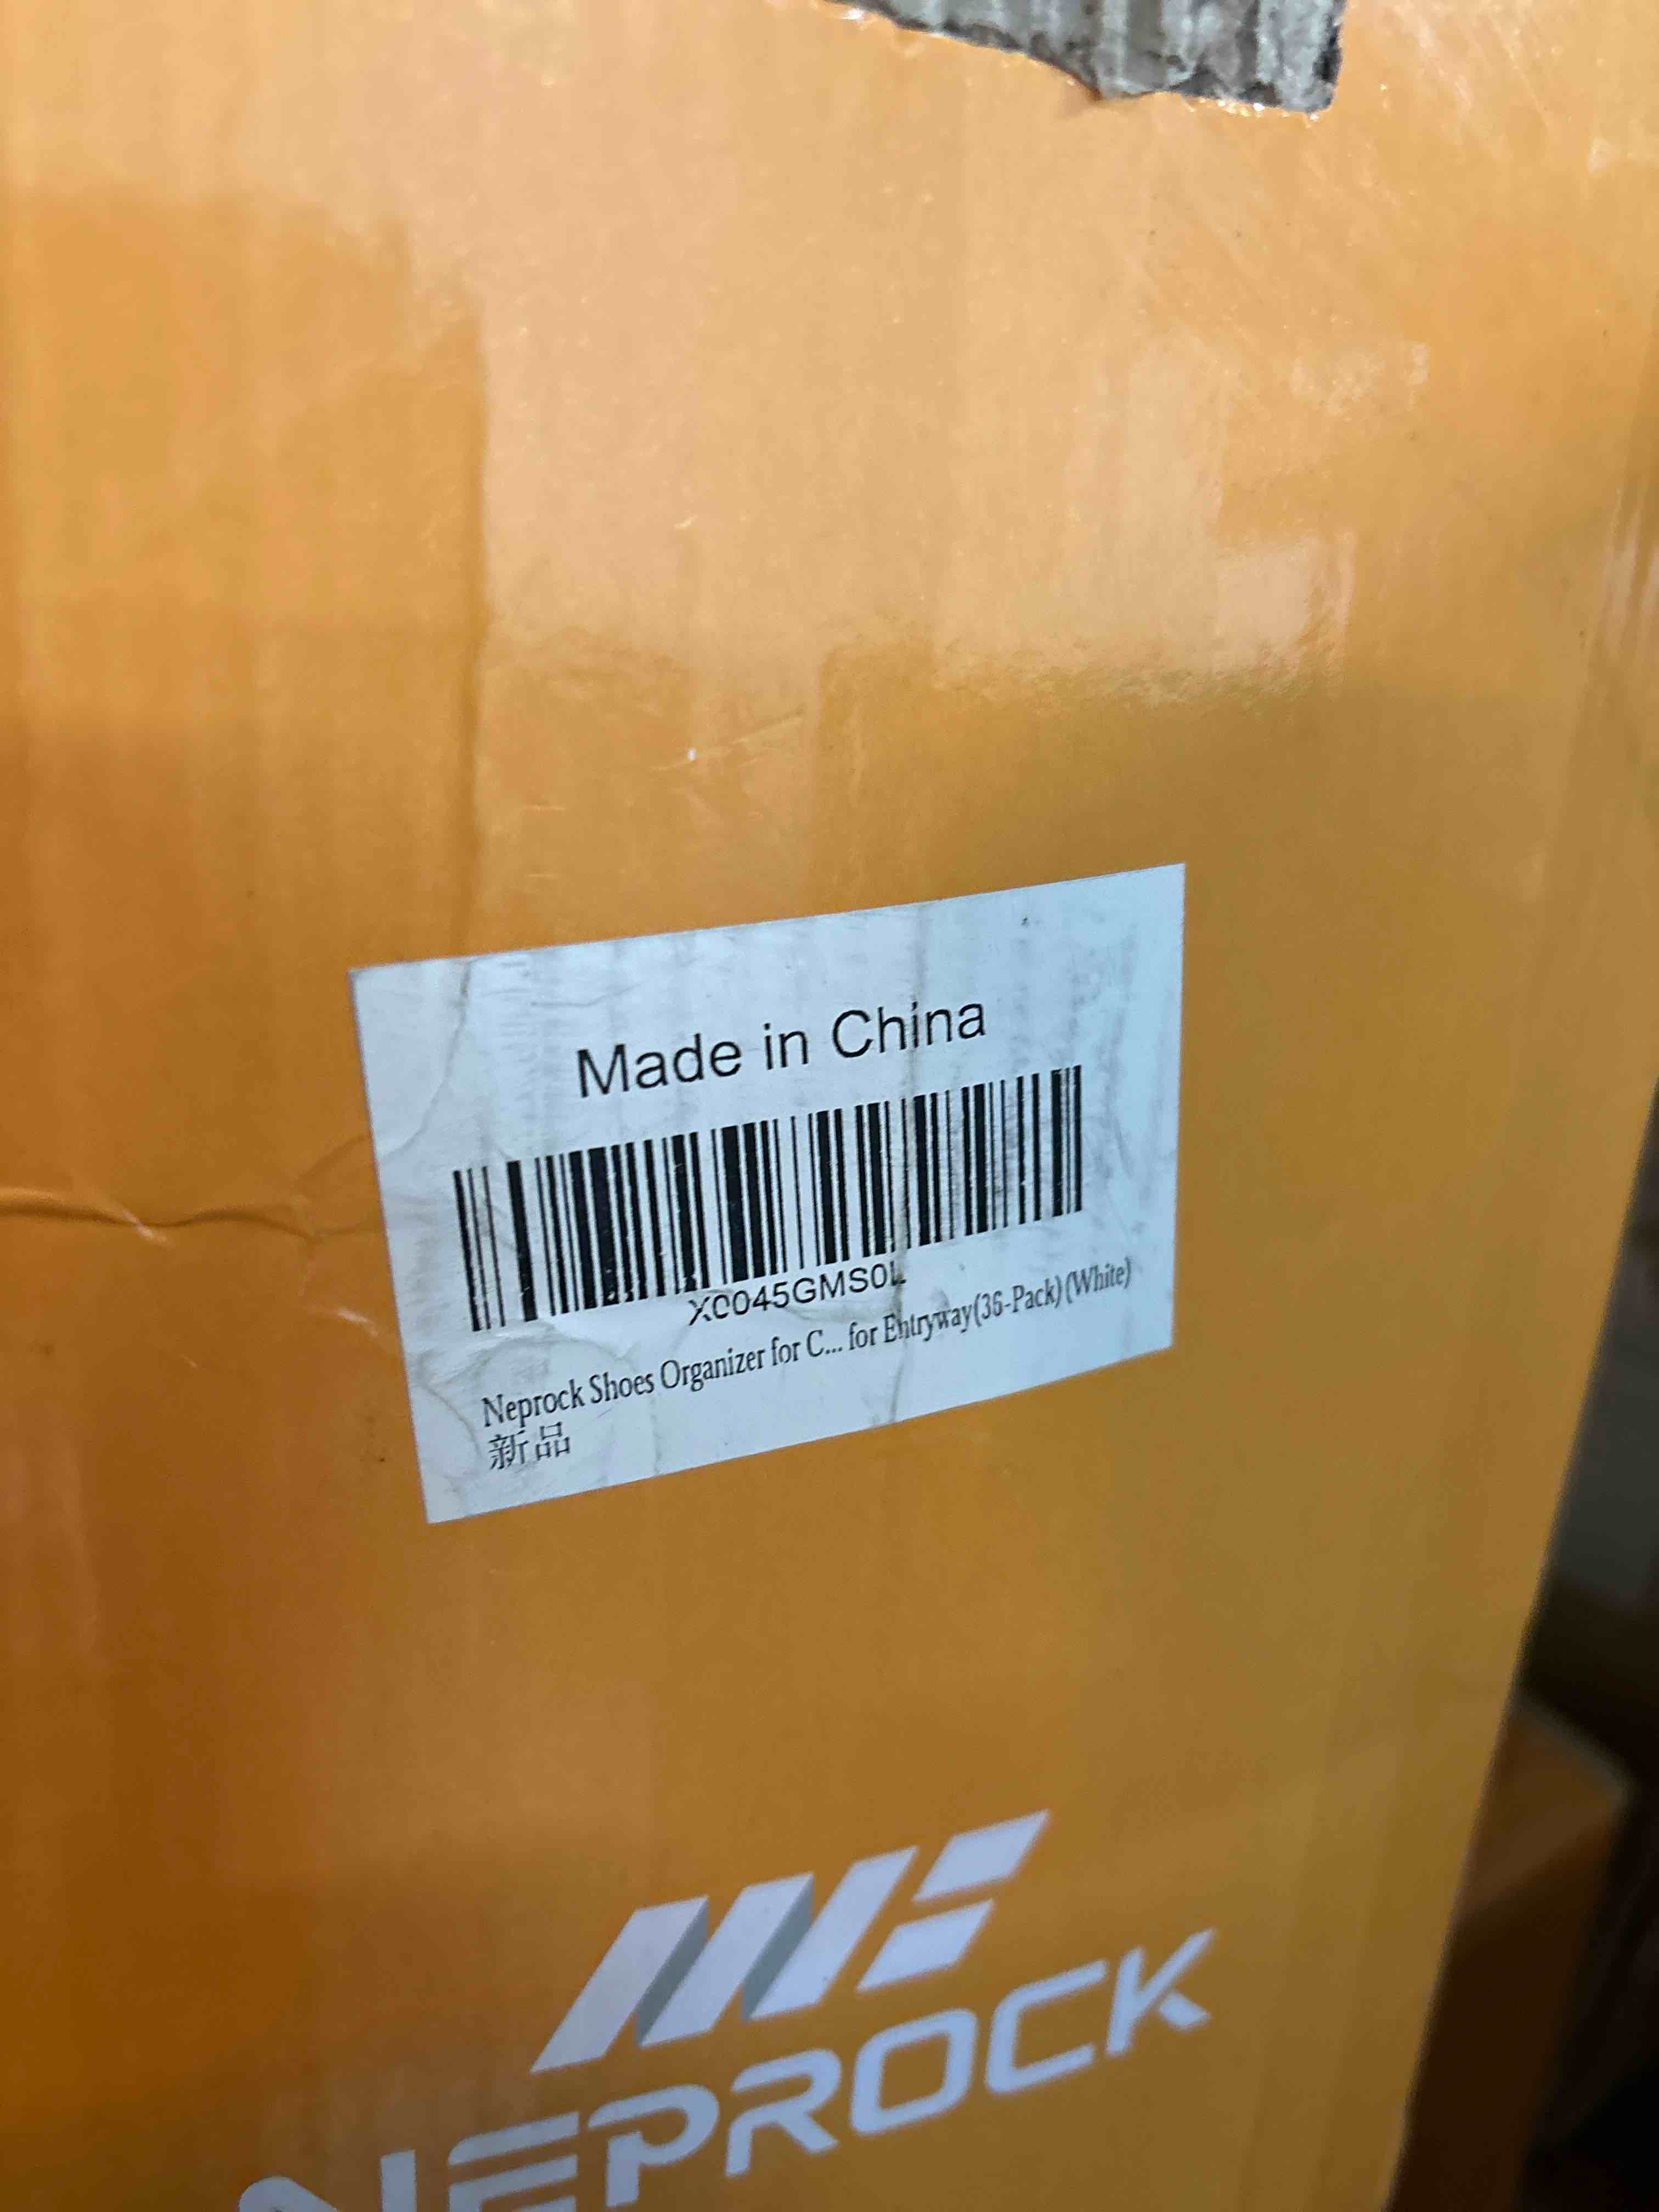 Made in China
X0045GMS0L
Neprock Shoes Organizer for C... for Entryway(36-Pack)(White)
新品
NEPROCK